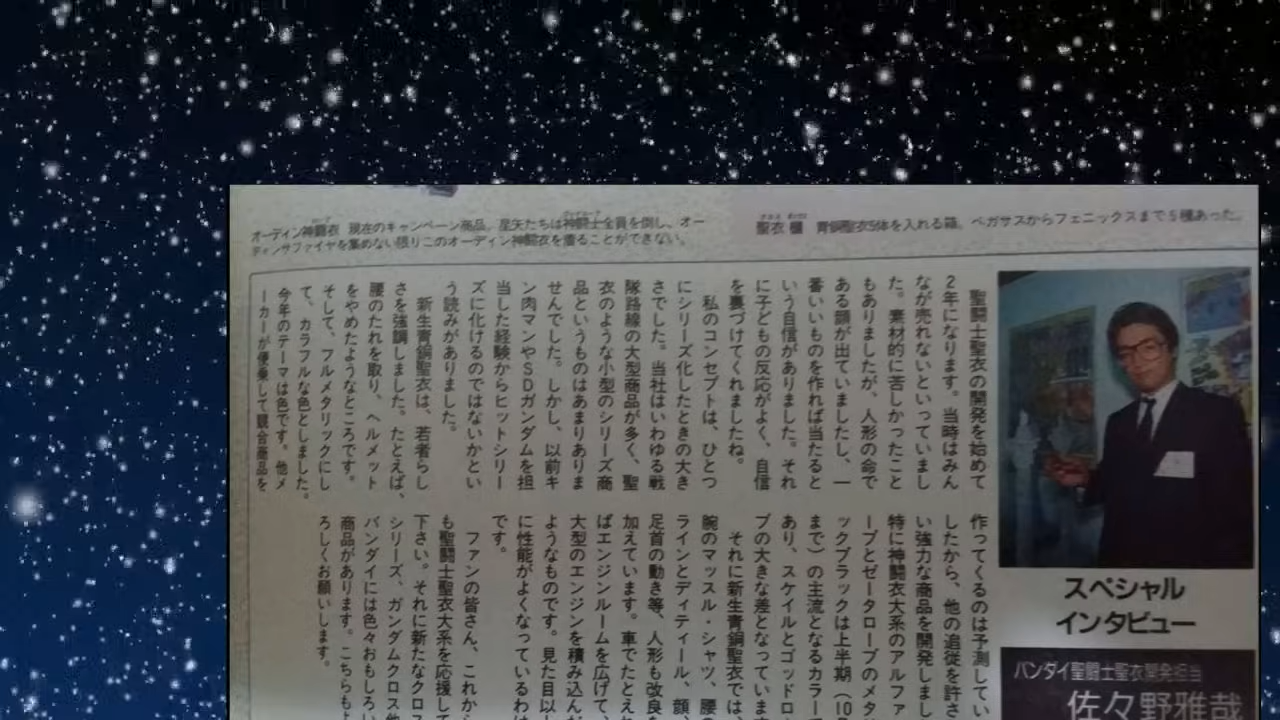 聖衣櫃 青銅聖衣5体を入れる箱。ペガサスからフェニックスまで5種あった。
オーディン神闘衣 現在のキャンペーン商品。星矢たちは神闘士全員を倒し、オー
ディンサファイヤを集めない限りこのオーディン神闘衣を着ることができない。
スペシャル
インタビュー
バンダイ聖闘士聖衣開発担当
佐々野雅哉
聖闘士聖衣の開発を始めて
2年になります。当時はみん
なが売れないといっていまし
た。素材的に苦しかったこと
もありましたが、人形の命で
ある顔が出ていましたし、一
番いいものを作れば当たると
いう自信がありました。それ
に子どもの反応がよく、自信
を裏づけてくれましたね。
私のコンセプトは、ひとつ
にシリーズ化したときの大き
さでした。当社はいわゆる戦
隊路線の大型商品が多く、聖
衣のような小型のシリーズ商
品というものはあまりありま
せんでした。しかし、以前キ
ン肉マンやSDガンダムを担
当した経験からヒットシリー
ズに化けるのではないかとい
う読みがありました。
新生青銅聖衣は、若者らし
さを強調しました。たとえば、
腰のたれを取り、ヘルメット
をやめたようなところです。
そして、フルメタリックにし
て、カラフルな色としました。
今年のテーマは色です。他メ
ーカーが便乗して競合商品を
作ってくるのは予測してい
したから、他の追従を許さ
い強力な商品を開発しまし
特に神闘衣大系のアルファ
ーブとゼータローブのメタ
ックブラックは上半期(10
まで)の主流となるカラーで
あり、スケイルとゴッドロ
ブの大きな差となっています
それに新生青銅聖衣では、
腕のマッスル・シャツ、腰の
ラインとディティール、顔、
足首の動き等、人形も改良を
加えています。車でたとえれ
ばエンジンルームを広げて、
大型のエンジンを積み込んだ
ようなものです。見た目以
に性能がよくなっているわけ
です。
ファンの皆さん、これから
も聖闘士聖衣大系を応援して
下さい。それに新たなクロス
シリーズ、ガンダムクロス他
バンダイには色々おもしろい
商品があります。こちらもよ
ろしくお願いします。